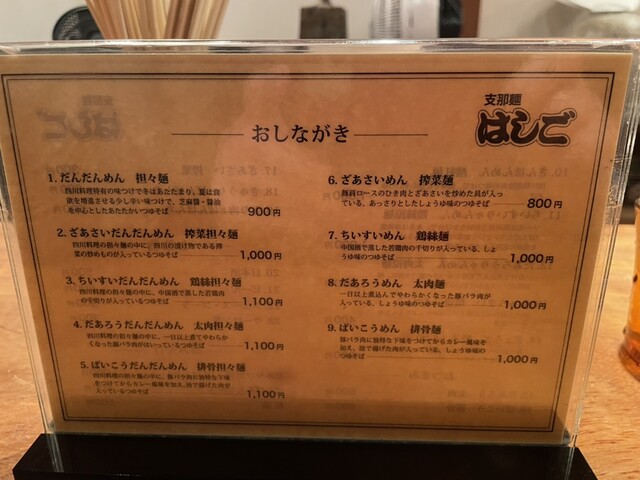 支那麺
はしご
おしながき
1. だんだんめん 担々麺
四川料理特有の味つけで冬はあたたまり、夏は食
欲を増進させる少し辛い味つけで、芝麻醤・醤油
を中心としたあたたかいつゆそば
900円
2. ざあさいだんだんめん 搾菜担々麺
四川料理の担々麺の中に、四川の漬け物である搾
菜の炒めものが入っているつゆそば
1,000円
3. ちいすいだんだんめん 鶏絲担々麺
四川料理の担々麺の中に、中国酒で蒸した若鶏肉
の千切りが入っているつゆそば
1,100円
4. だあろうだんだんめん 太肉担々麺
四川料理の担々麺の中に、一日以上煮てやわらか
くなった豚バラ肉がはいっているつゆそば
1,100円
5. ぱいこうだんだんめん 排骨担々麺
四川料理の担々麺の中に、豚バラ肉に独特な下味
をつけてからカレー風味を加え、油で揚げた肉が
入っているつゆそば
1,100円
6. ざあさいめん 搾菜麺
豚肩ロースのひき肉とざあさいを炒めた具が入っ
ている、あっさりとしたしょうゆ味のつゆそば
800円
7. ちいすいめん 鶏絲麺
中国酒で蒸した若鶏肉の千切りが入っている、しょ
うゆ味のつゆそば
1,000円
8. だあろうめん 太肉麺
一日以上煮込んでやわらかくなった豚バラ肉が
入っている、しょうゆ味のつゆそば
1,000円
9. ぱいこうめん 排骨麺
豚バラ肉に独特な下味をつけてからカレー風味を
加え、油で揚げた肉が入っている、しょうゆ味の
つゆそば
1,000円